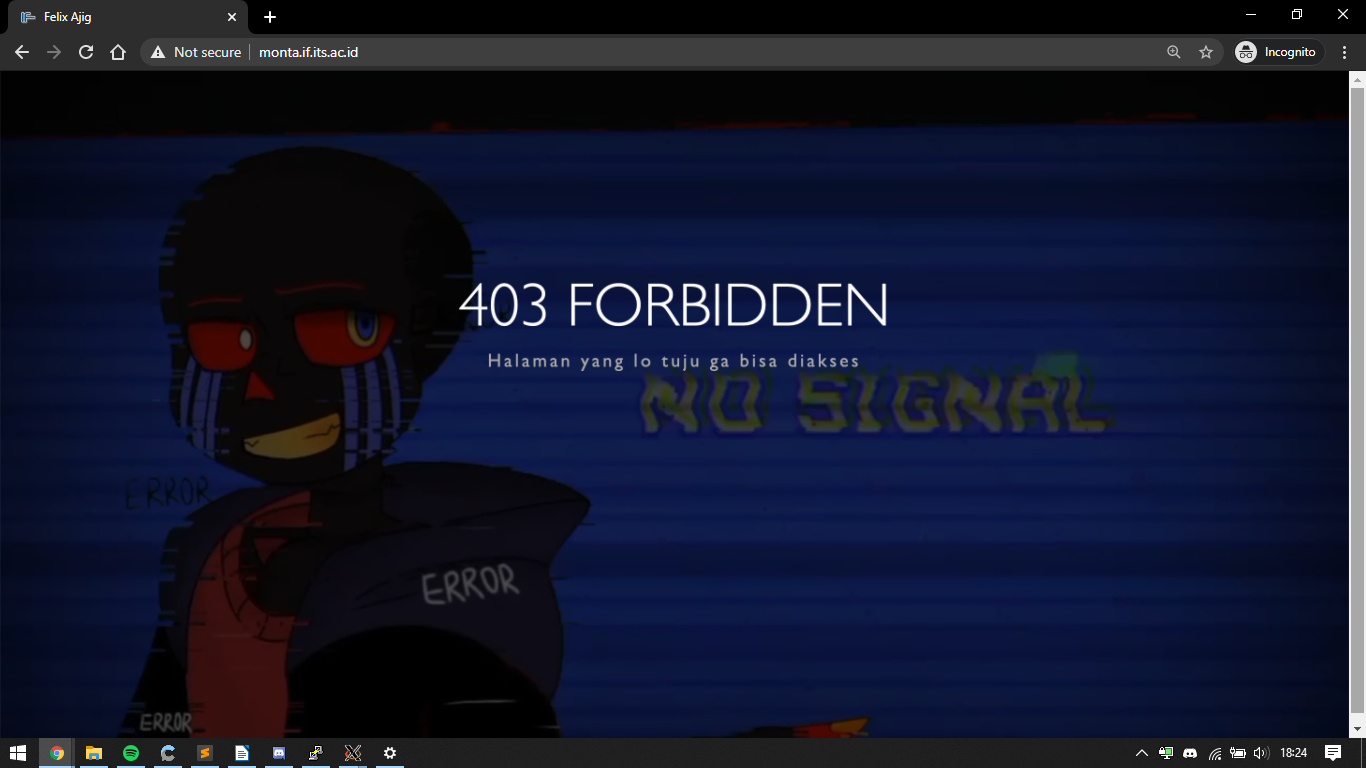 Felix Ajig
Not secure
monta.if.its.ac.id
Incognito
403 FORBIDDEN
Halaman yang lo tuju ga bisa diakses
NO SIGNAL
ERROR
ERROR
ERROR
18:24